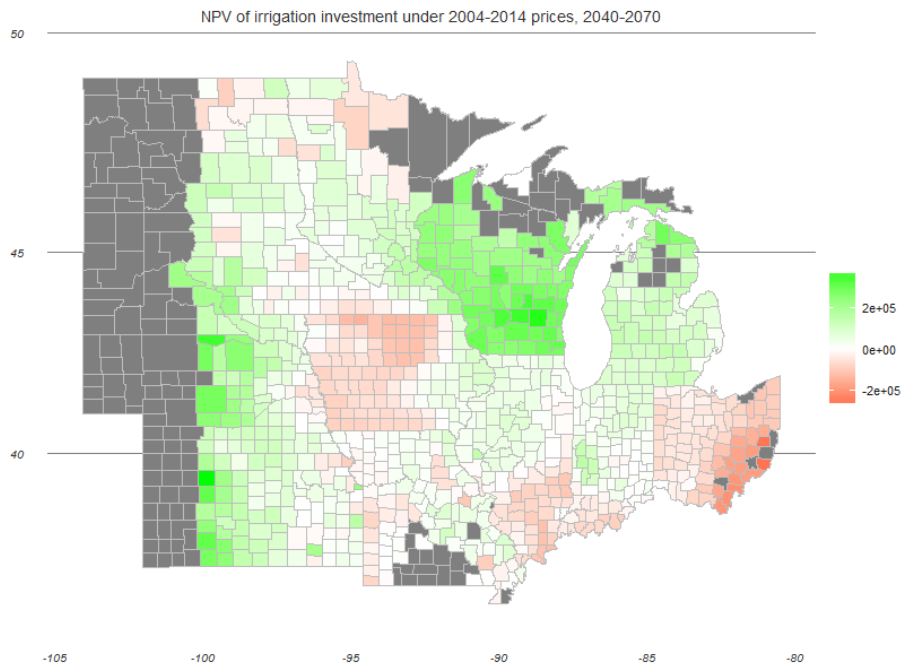 NPV of irrigation investment under 2004-2014 prices, 2040-2070
50
45
40
2e+05
0e+00
-2e+05
-105 -100 -95 -90 -85 -80